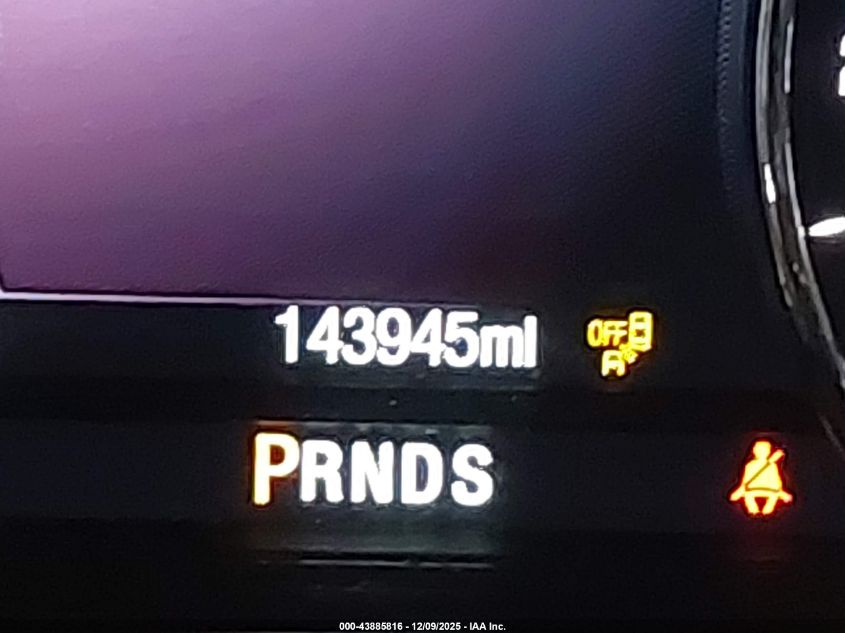 143945mi
OFF
PRNDS
000-43885816 - 12/09/2025 - IAA Inc.